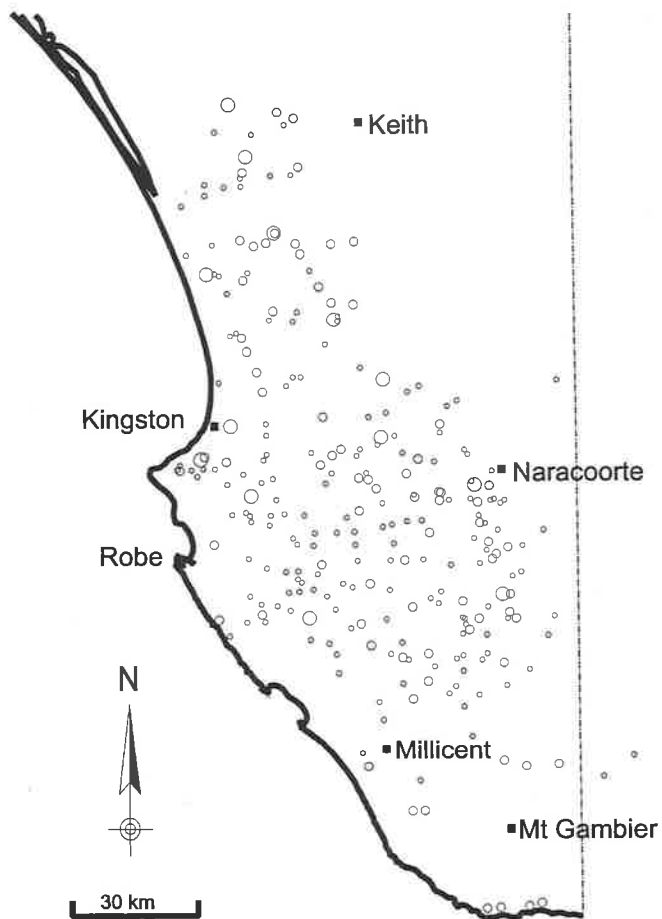 Keith
Kingston
Naracoorte
Robe
N
Millicent
Mt Gambier
30 km